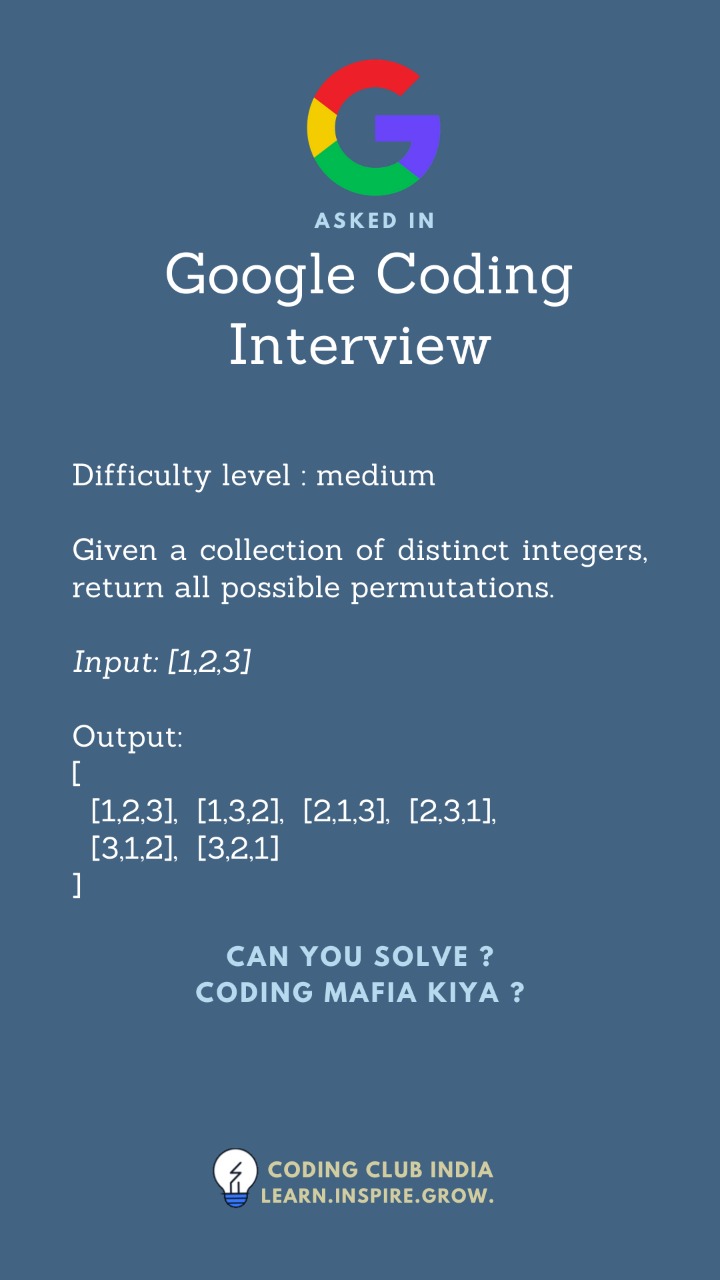 ASKED IN
Google Coding
Interview
Difficulty level : medium
Given a collection of distinct integers,
return all possible permutations.
Input: [1,2,3]
Output:
[
[1,2,3], [1,3,2], [2,1,3], [2,3,1],
[3,1,2], [3,2,1]
]
CAN YOU SOLVE ?
CODING MAFIA KIYA ?
CODING CLUB INDIA
LEARN.INSPIRE.GROW.